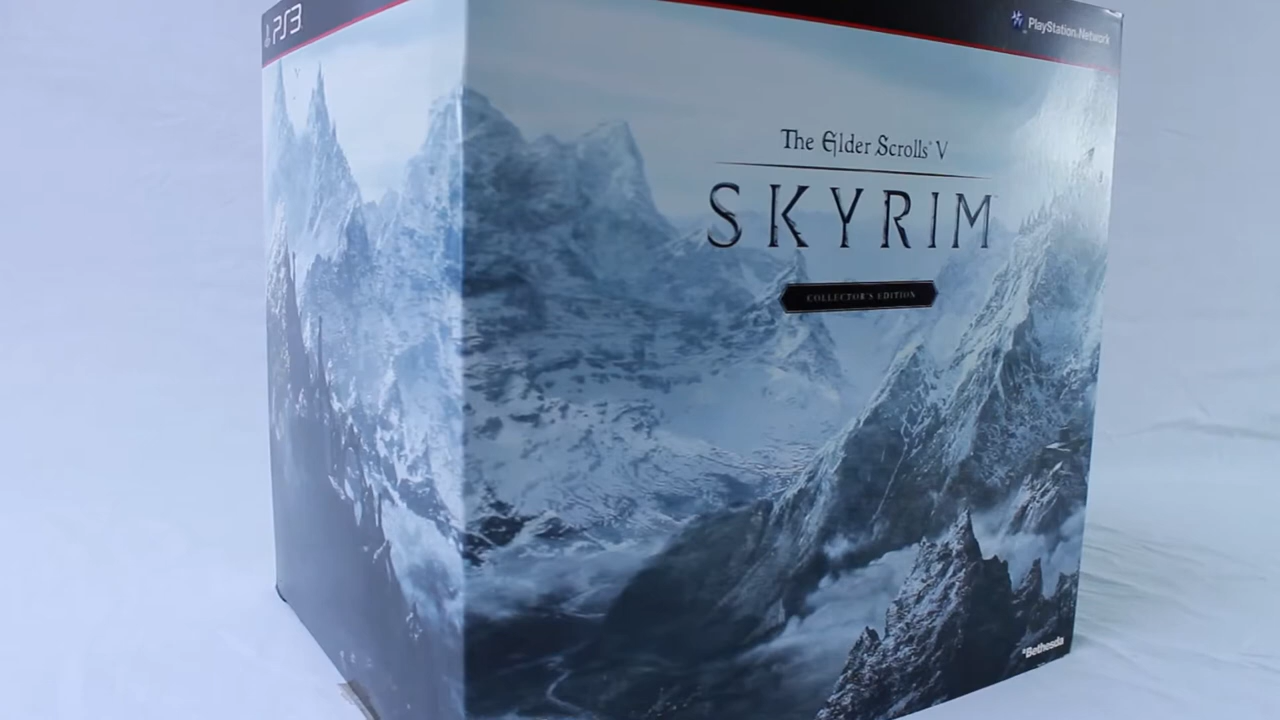 PS3
PlayStation Network
The Elder Scrolls V
SKYRIM
COLLECTOR'S EDITION
Bethesda